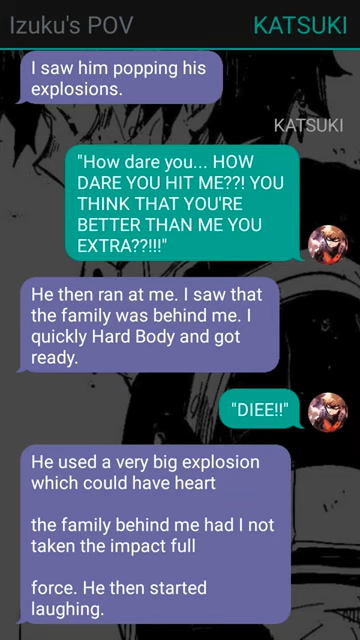 Izuku's POV
KATSUKI
I saw him popping his
explosions.
KATSUKI
"How dare you... HOW
DARE YOU HIT ME??! YOU
THINK THAT YOU'RE
BETTER THAN ME YOU
EXTRA??!!!"
He then ran at me. I saw that
the family was behind me. I
quickly Hard Body and got
ready.
"DIEE!!"
He used a very big explosion
which could have heart
the family behind me had I not
taken the impact full
force. He then started
laughing.